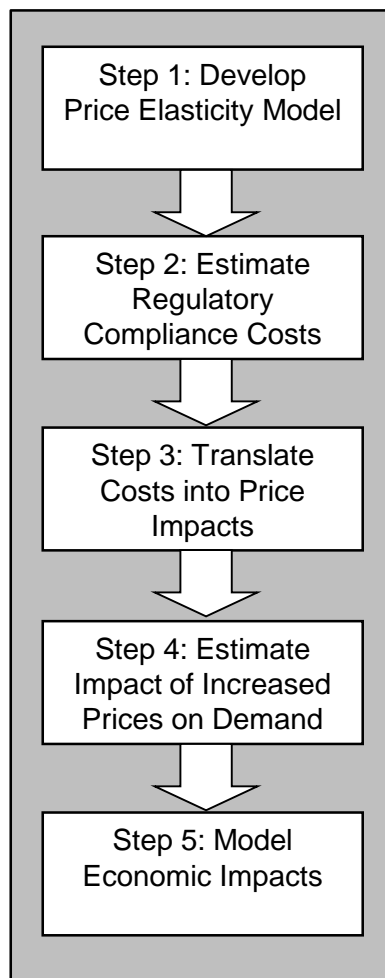 Step 1: Develop
Price Elasticity Model
Step 2: Estimate
Regulatory
Compliance Costs
Step 3: Translate
Costs into Price
Impacts
Step 4: Estimate
Impact of Increased
Prices on Demand
Step 5: Model
Economic Impacts